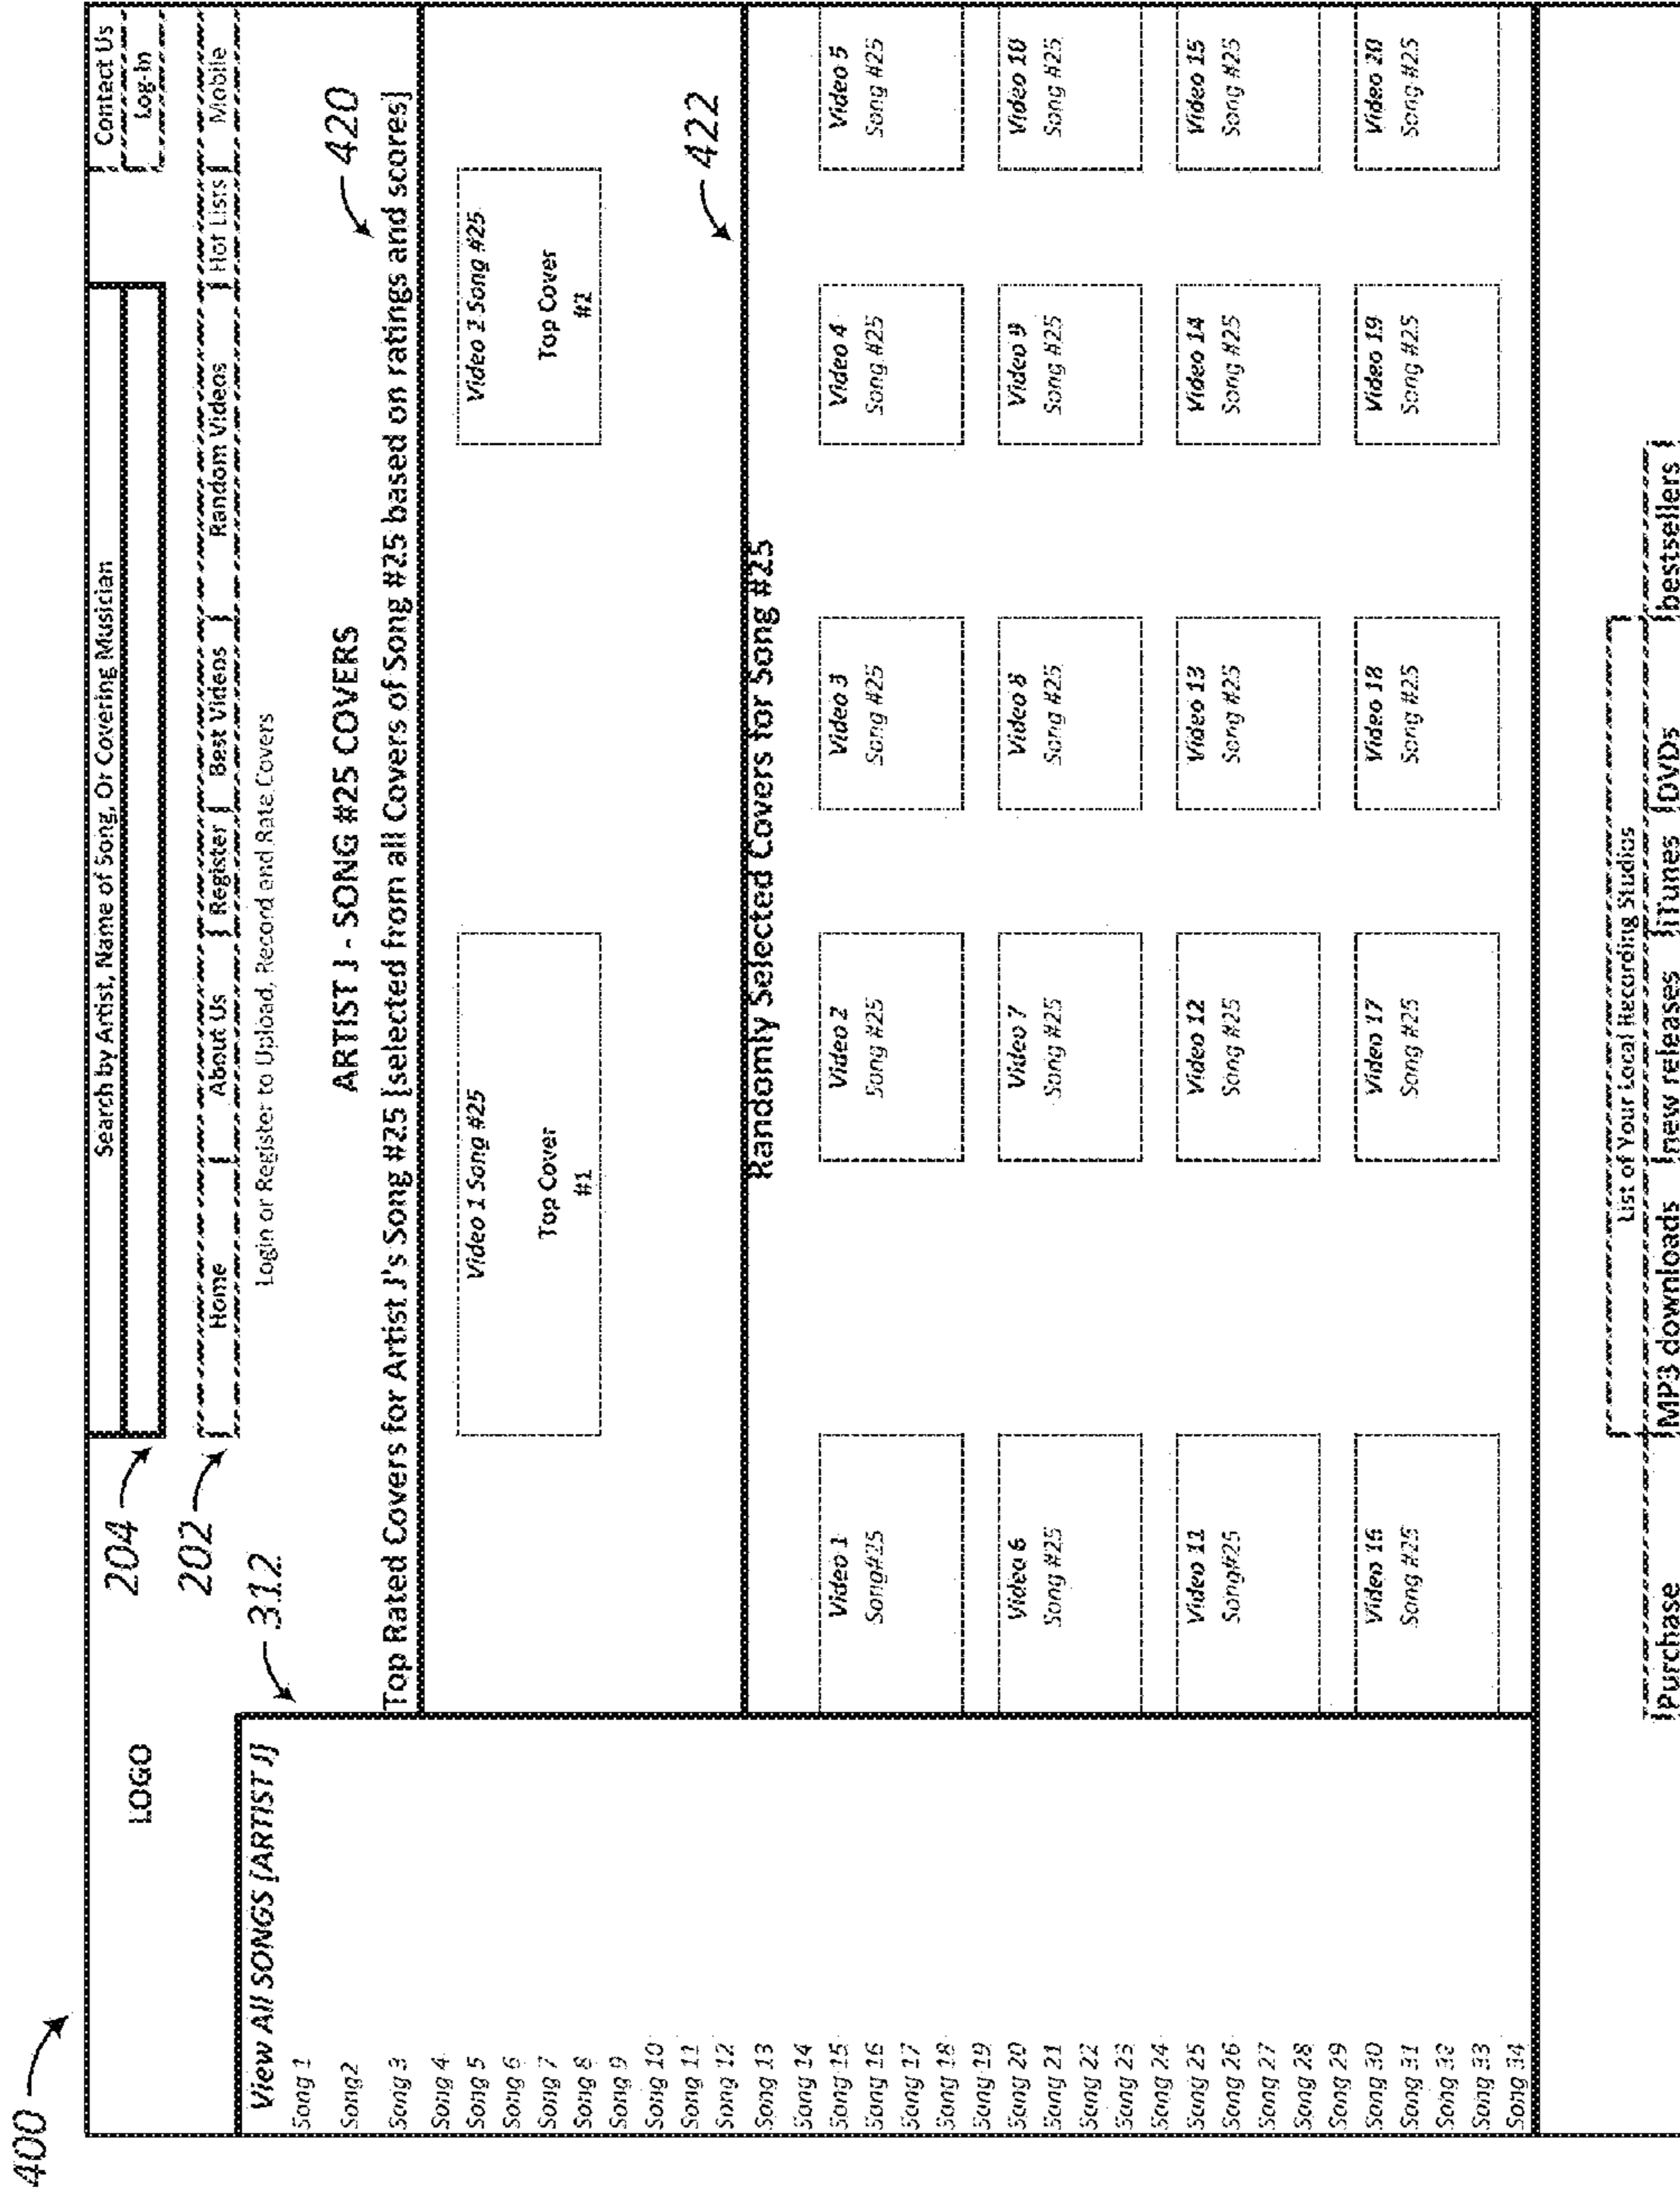 400
LOGO
204
Search by Artist, Name of Song, Or Covering Musician
Contact Us
Log-In
202
Home About Us Register Best Videos Random Videos Hot Lists Mobile
Login or Register to Upload, Record and Rate Covers
312
View All SONGS [ARTIST J]
Song 1
Song2
Song 3
Song 4
Song 5
Song 6
Song 7
Song 8
Song 9
Song 10
Song 11
Song 12
Song 13
Song 14
Song 15
Song 16
Song 17
Song 18
Song 19
Song 20
Song 21
Song 22
Song 23
Song 24
Song 25
Song 26
Song 27
Song 28
Song 29
Song 30
Song 31
Song 32
Song 33
Song 34
ARTIST J - SONG #25 COVERS
420
Top Rated Covers for Artist J's Song #25 [selected from all Covers of Song #25 based on ratings and scores]
Video 1 Song #25
Top Cover
#1
Video 2 Song #25
Top Cover
#2
422
Randomly Selected Covers for Song #25
Video 1
Song#25
Video 2
Song #25
Video 3
Song #25
Video 4
Song #25
Video 5
Song #25
Video 6
Song #25
Video 7
Song #25
Video 8
Song #25
Video 9
Song #25
Video 10
Song #25
Video 11
Song#25
Video 12
Song #25
Video 13
Song #25
Video 14
Song #25
Video 15
Song #25
Video 16
Song #25
Video 17
Song #25
Video 18
Song #25
Video 19
Song #25
Video 20
Song #25
List of Your Local Recording Studios
Purchase MP3 downloads new releases iTunes DVDs bestsellers